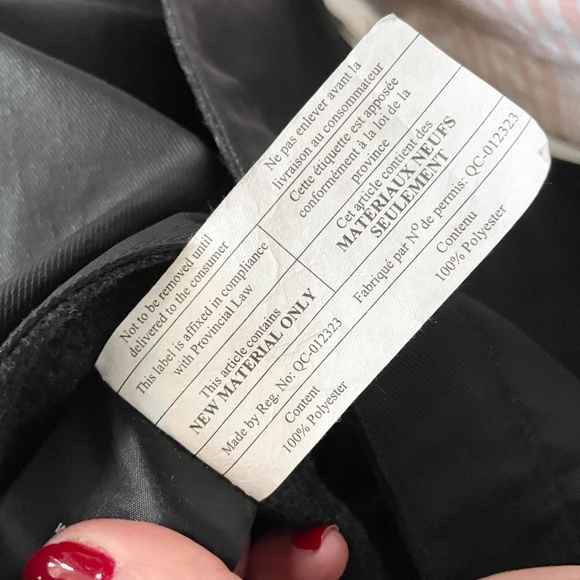 Not to be removed until
delivered to the consumer
This label is affixed in compliance
with Provincial Law
This article contains
NEW MATERIAL ONLY
Made by Reg. No: QC-012323
Content
100% Polyester
Ne pas enlever avant la
livraison au consommateur
Cette étiquette est apposée
conformément à la loi de la
province
Cet article contient des
MATERIAUX NEUFS
SEULEMENT
Fabriqué par Nº de permis: QC-012323
Contenu
100% Polyester